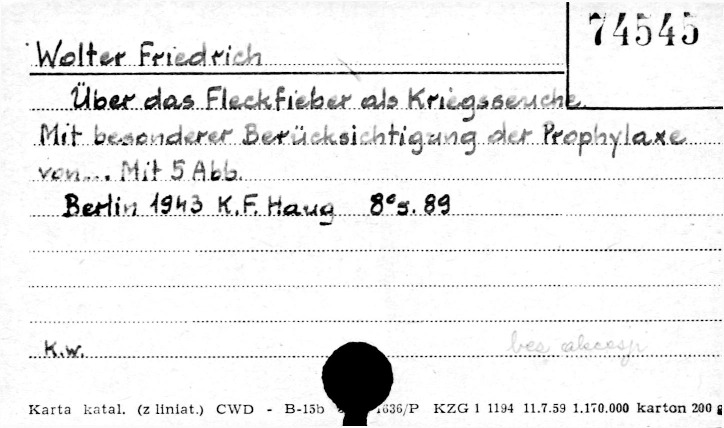 74545
Wolter Friedrich
Über das Fleckfieber als Kriegsseuche
Mit besonderer Berücksichtigung der Prophylaxe
von... Mit 5 Abb.
Berlin 1943 K.F. Haug 8° s. 89
K.w.
bez akcesji
Karta katal. (z liniat.) CWD - B-15b 1636/P KZG 1 1194 11.7.59 1.170.000 karton 200 g